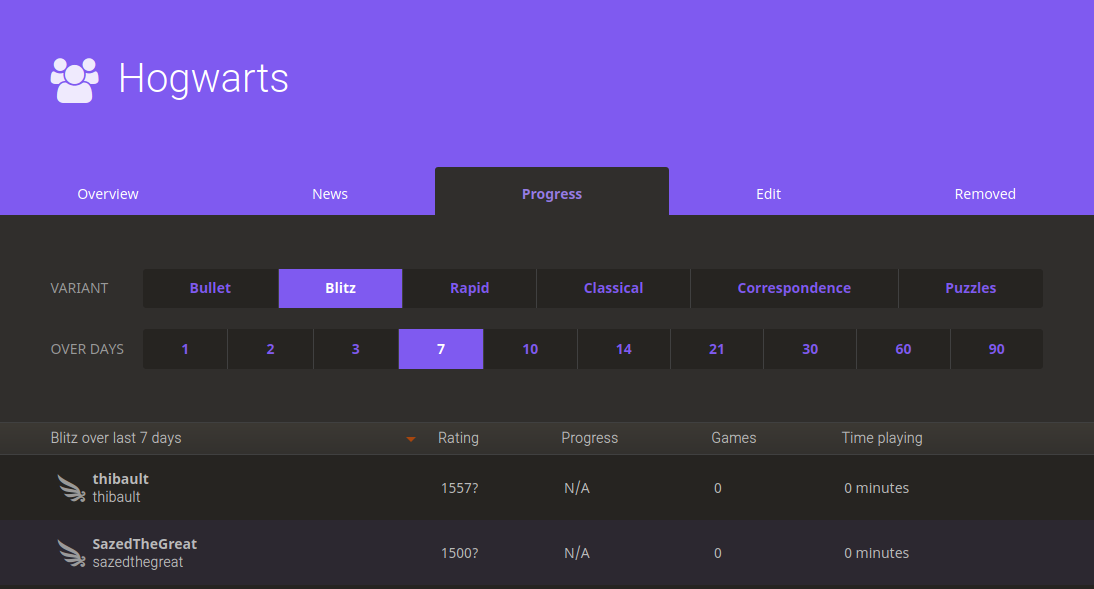 Hogwarts
Overview News Progress Edit Removed
VARIANT Bullet Blitz Rapid Classical Correspondence Puzzles
OVER DAYS 1 2 3 7 10 14 21 30 60 90
Blitz over last 7 days Rating Progress Games Time playing
thibault
thibault 1557? N/A 0 0 minutes
SazedTheGreat
sazedthegreat 1500? N/A 0 0 minutes